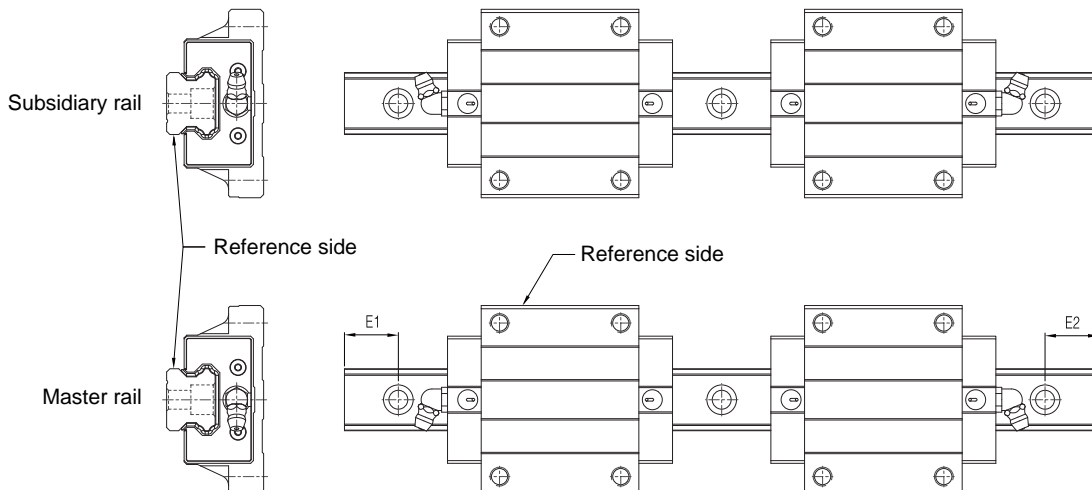 Subsidiary rail
Reference side
Reference side
E1
E2
Master rail